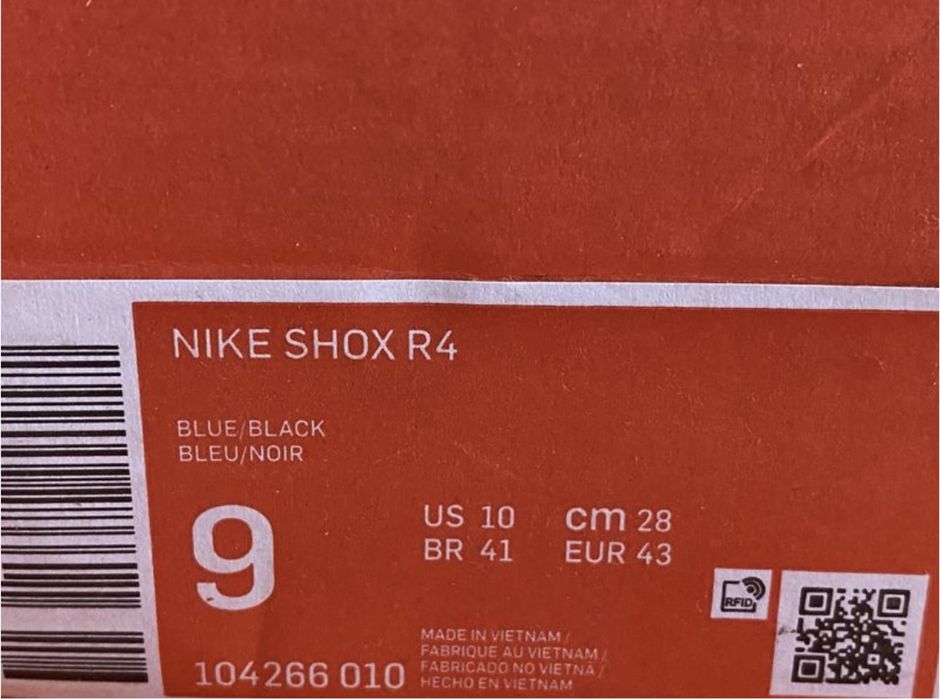 NIKE SHOX R4
BLUE/BLACK
BLEU/NOIR
9
US 10 cm 28
BR 41 EUR 43
RFID
MADE IN VIETNAM /
FABRIQUE AU VIETNAM /
FABRICADO NO VIETNÃ /
HECHO EN VIETNAM
104266 010